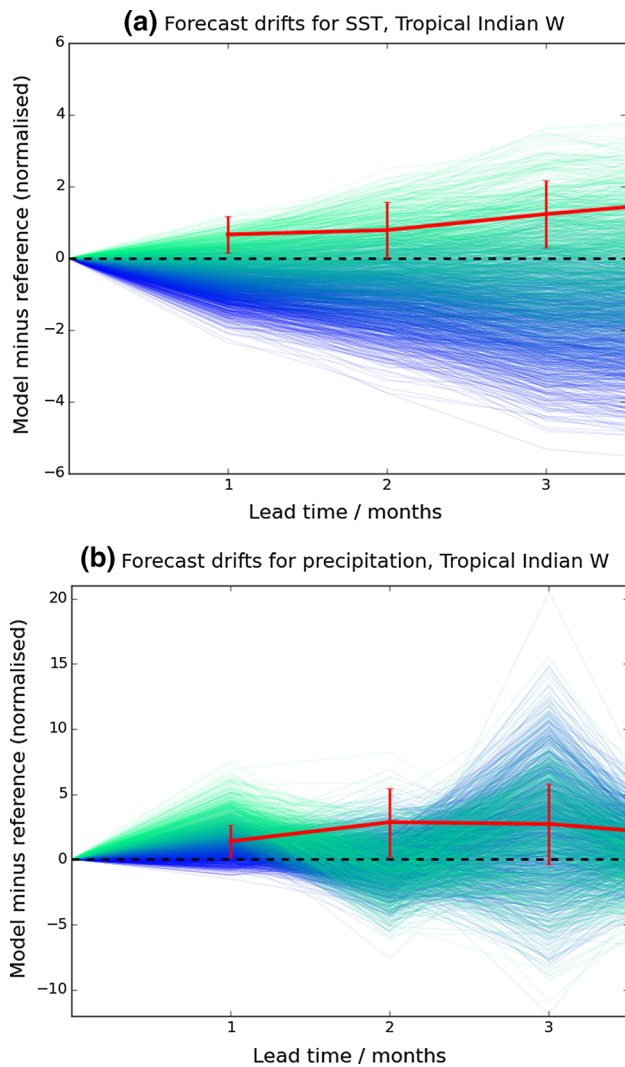 (a) Forecast drifts for SST, Tropical Indian W
6
4
2
0
−2
−4
−6
Model minus reference (normalised)
1 2 3
Lead time / months
(b) Forecast drifts for precipitation, Tropical Indian W
20
15
10
5
0
−5
−10
Model minus reference (normalised)
1 2 3
Lead time / months